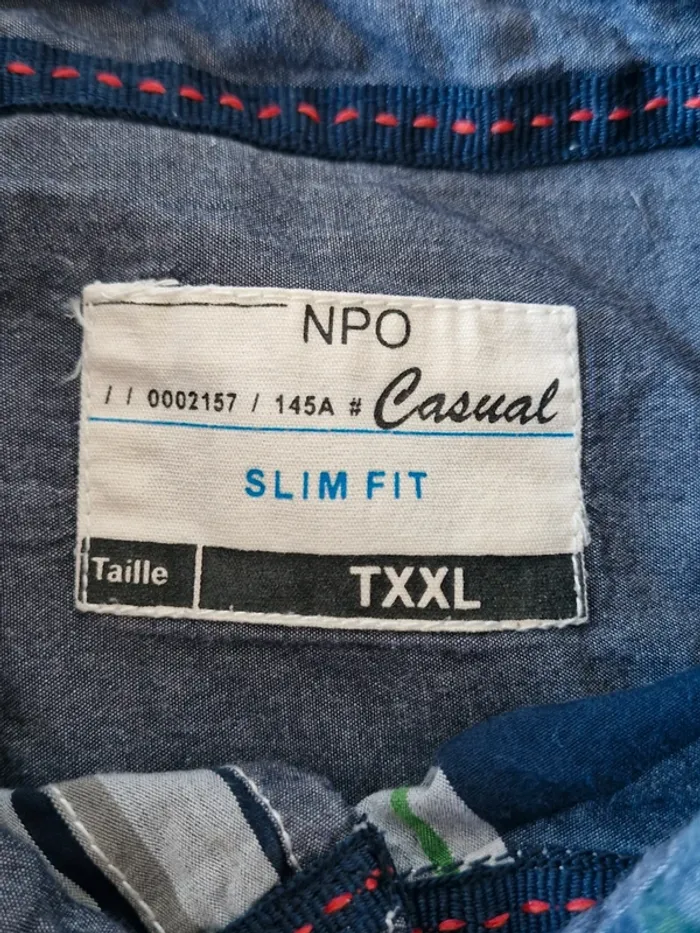 NPO
/ / 0002157 / 145A # Casual
SLIM FIT
Taille TXXL